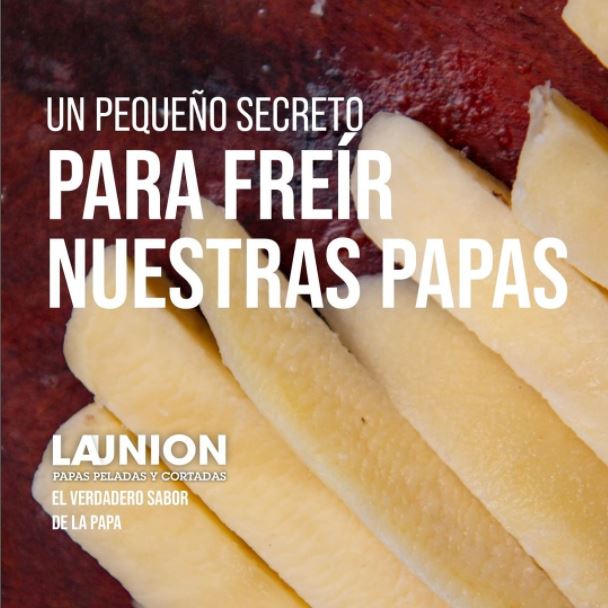 UN PEQUEÑO SECRETO
PARA FREÍR
NUESTRAS PAPAS
LAUNION
PAPAS PELADAS Y CORTADAS
EL VERDADERO SABOR
DE LA PAPA